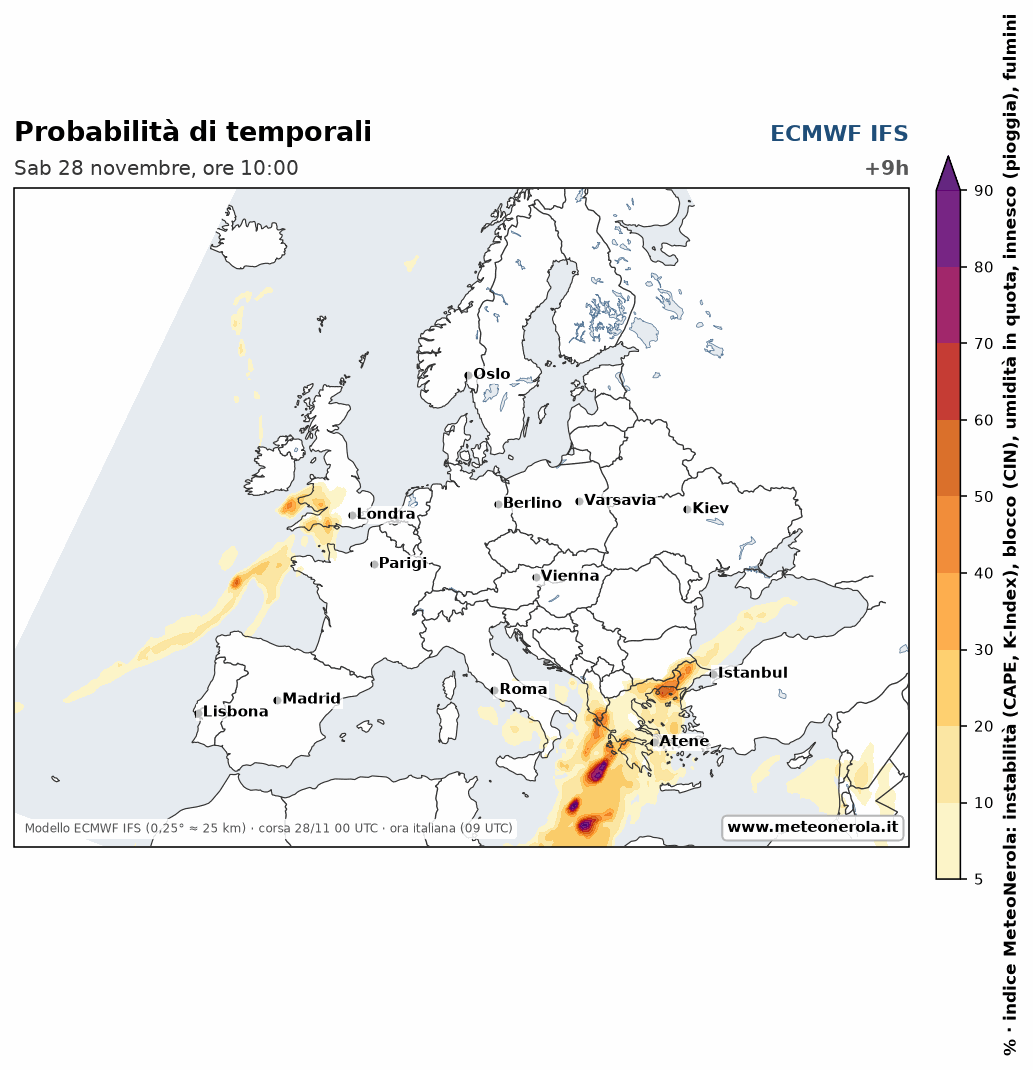 Probabilità di temporali
ECMWF IFS
Sab 28 novembre, ore 10:00
+9h
Oslo
Londra
Berlino
Varsavia
Kiev
Parigi
Vienna
Roma
Istanbul
Madrid
Lisbona
Atene
Modello ECMWF IFS (0,25° ≈ 25 km) · corsa 28/11 00 UTC · ora italiana (09 UTC)
www.meteonerola.it
90
80
70
60
50
40
30
20
10
5
% · indice MeteoNerola: instabilità (CAPE, K-Index), blocco (CIN), umidità in quota, innesco (pioggia), fulmini